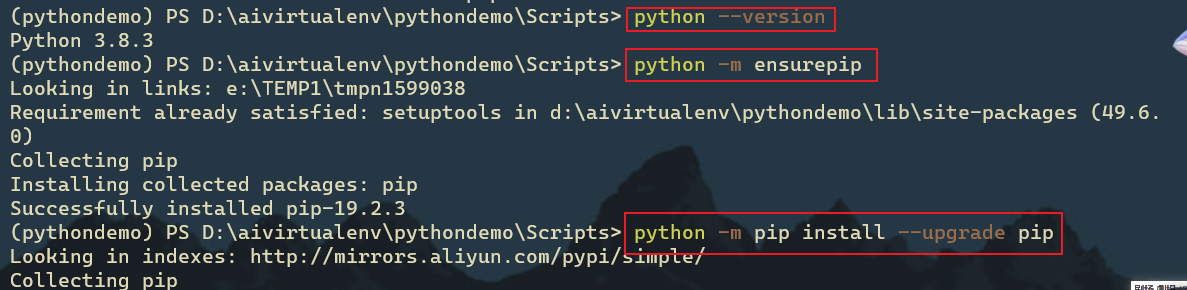 (pythondemo) PS D:\aivirtualenv\pythondemo\Scripts> python --version
Python 3.8.3
(pythondemo) PS D:\aivirtualenv\pythondemo\Scripts> python -m ensurepip
Looking in links: e:\TEMP1\tmpn1599038
Requirement already satisfied: setuptools in d:\aivirtualenv\pythondemo\lib\site-packages (49.6.
0)
Collecting pip
Installing collected packages: pip
Successfully installed pip-19.2.3
(pythondemo) PS D:\aivirtualenv\pythondemo\Scripts> python -m pip install --upgrade pip
Looking in indexes: http://mirrors.aliyun.com/pypi/simple/
Collecting pip